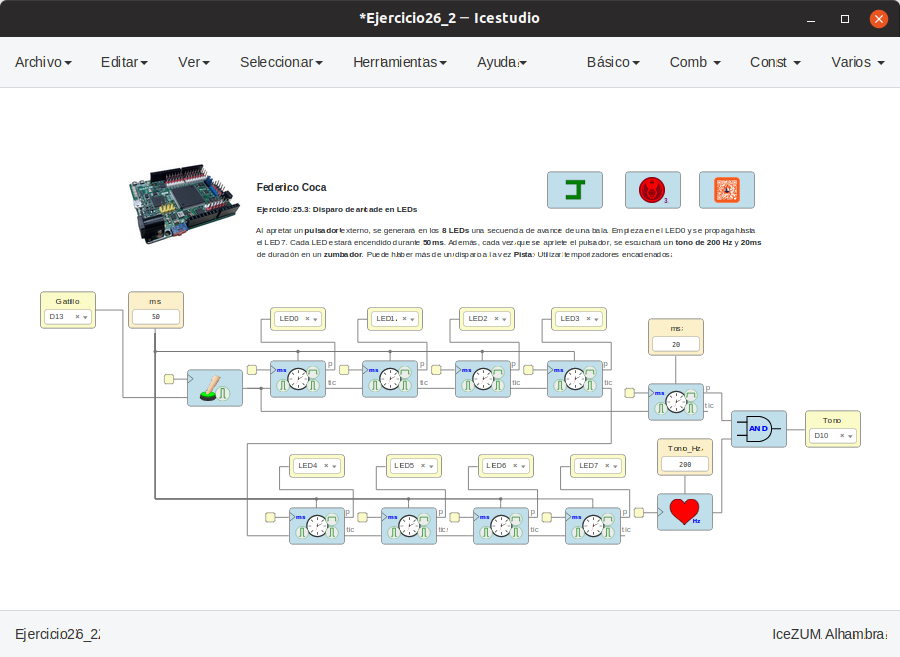 *Ejercicio26_2 – Icestudio
Archivo Editar Ver Seleccionar Herramientas Ayuda Básico Comb Const Varios
Federico Coca
Ejercicio 25.3: Disparo de arcade en LEDs
Al apretar un pulsador externo, se generará en los 8 LEDs una secuencia de avance de una bala. Empieza en el LED0 y se propaga hasta
el LED7. Cada LED estará encendido durante 50 ms. Además, cada vez que se apriete el pulsador, se escuchará un tono de 200 Hz y 20ms
de duración en un zumbador. Puede haber más de un disparo a la vez Pista: Utilizar temporizadores encadenados
Gatillo
D13
ms
50
LED0 LED1 LED2 LED3
ms
20
ms p tic ms p tic ms p tic ms p tic
ms p tic
AND
Tono
D10
Tono_Hz
200
LED4 LED5 LED6 LED7
ms p tic ms p tic ms p tic ms p tic
Hz
Ejercicio26_2 IceZUM Alhambra